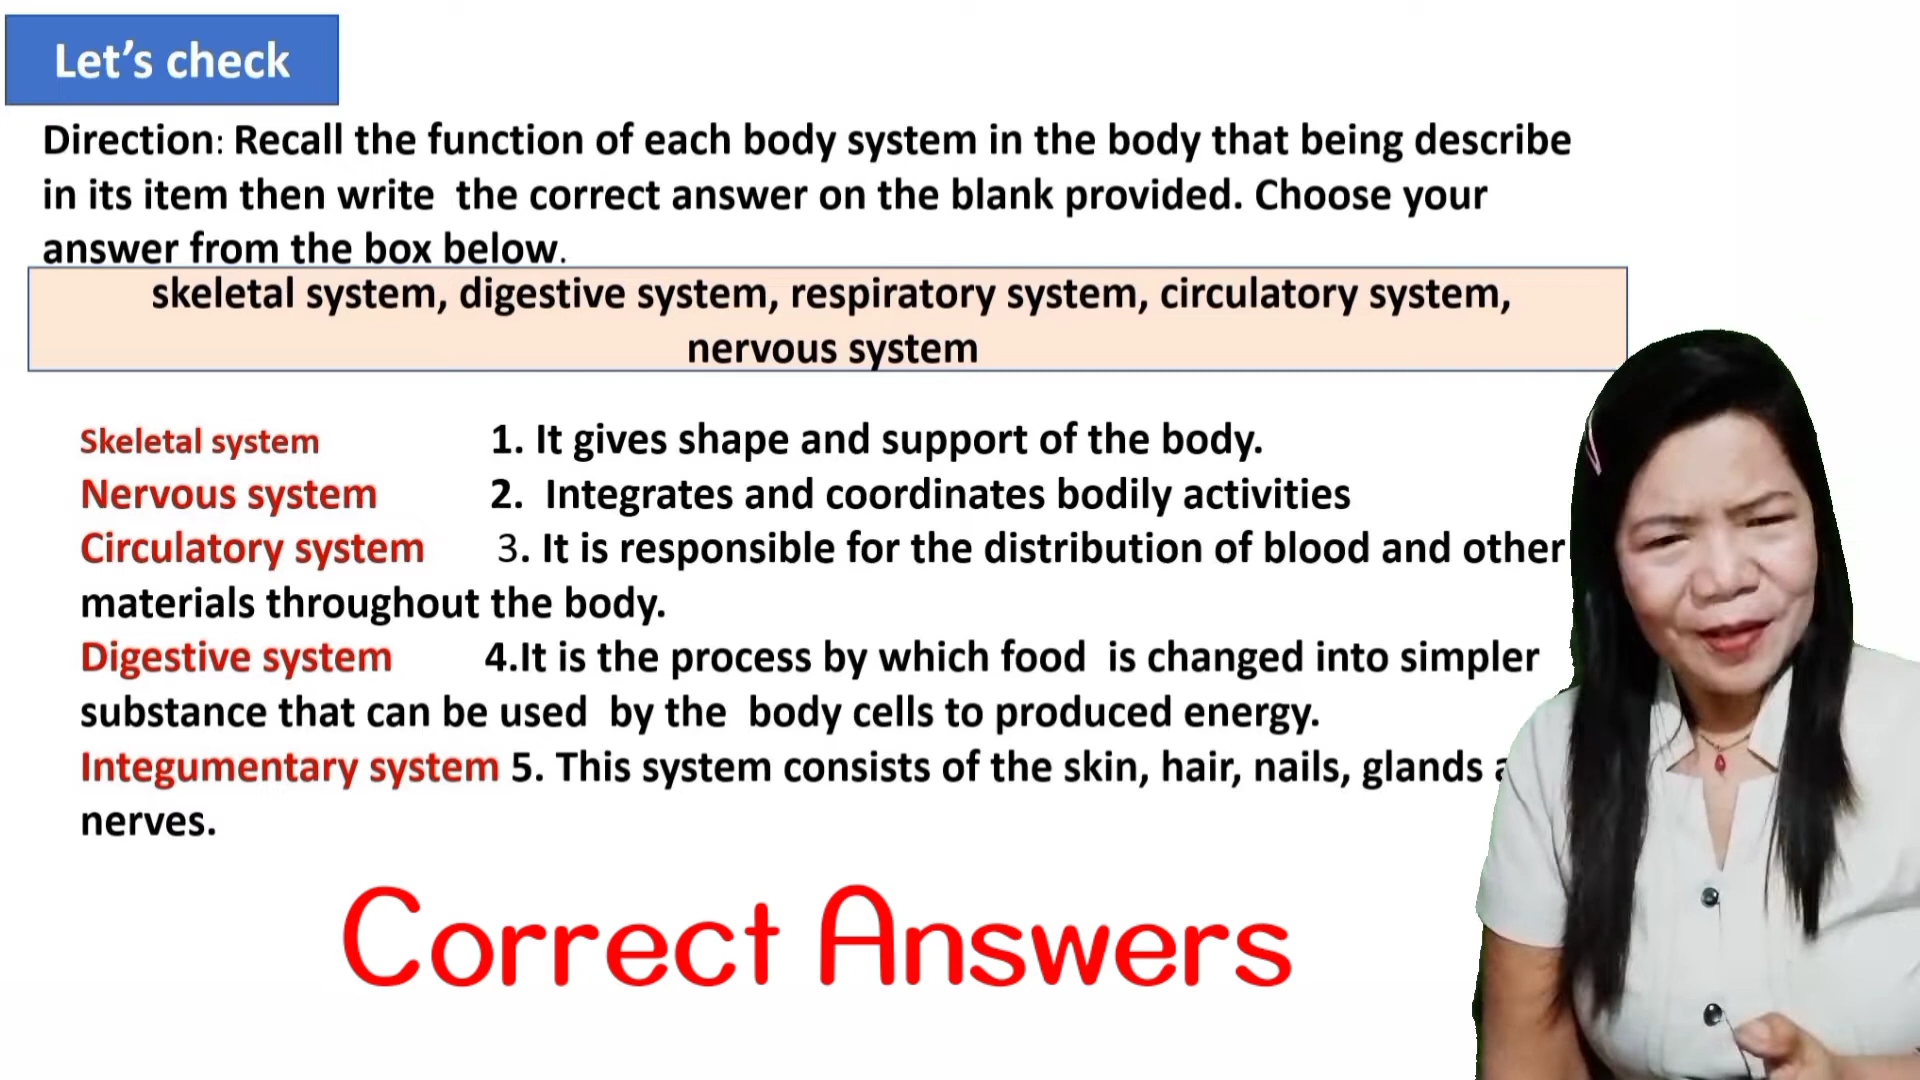 Let’s check
Direction: Recall the function of each body system in the body that being describe
in its item then write the correct answer on the blank provided. Choose your
answer from the box below.
skeletal system, digestive system, respiratory system, circulatory system,
nervous system
Skeletal system 1. It gives shape and support of the body.
Nervous system 2. Integrates and coordinates bodily activities
Circulatory system 3. It is responsible for the distribution of blood and other
materials throughout the body.
Digestive system 4.It is the process by which food is changed into simpler
substance that can be used by the body cells to produced energy.
Integumentary system 5. This system consists of the skin, hair, nails, glands
nerves.
Correct Answers